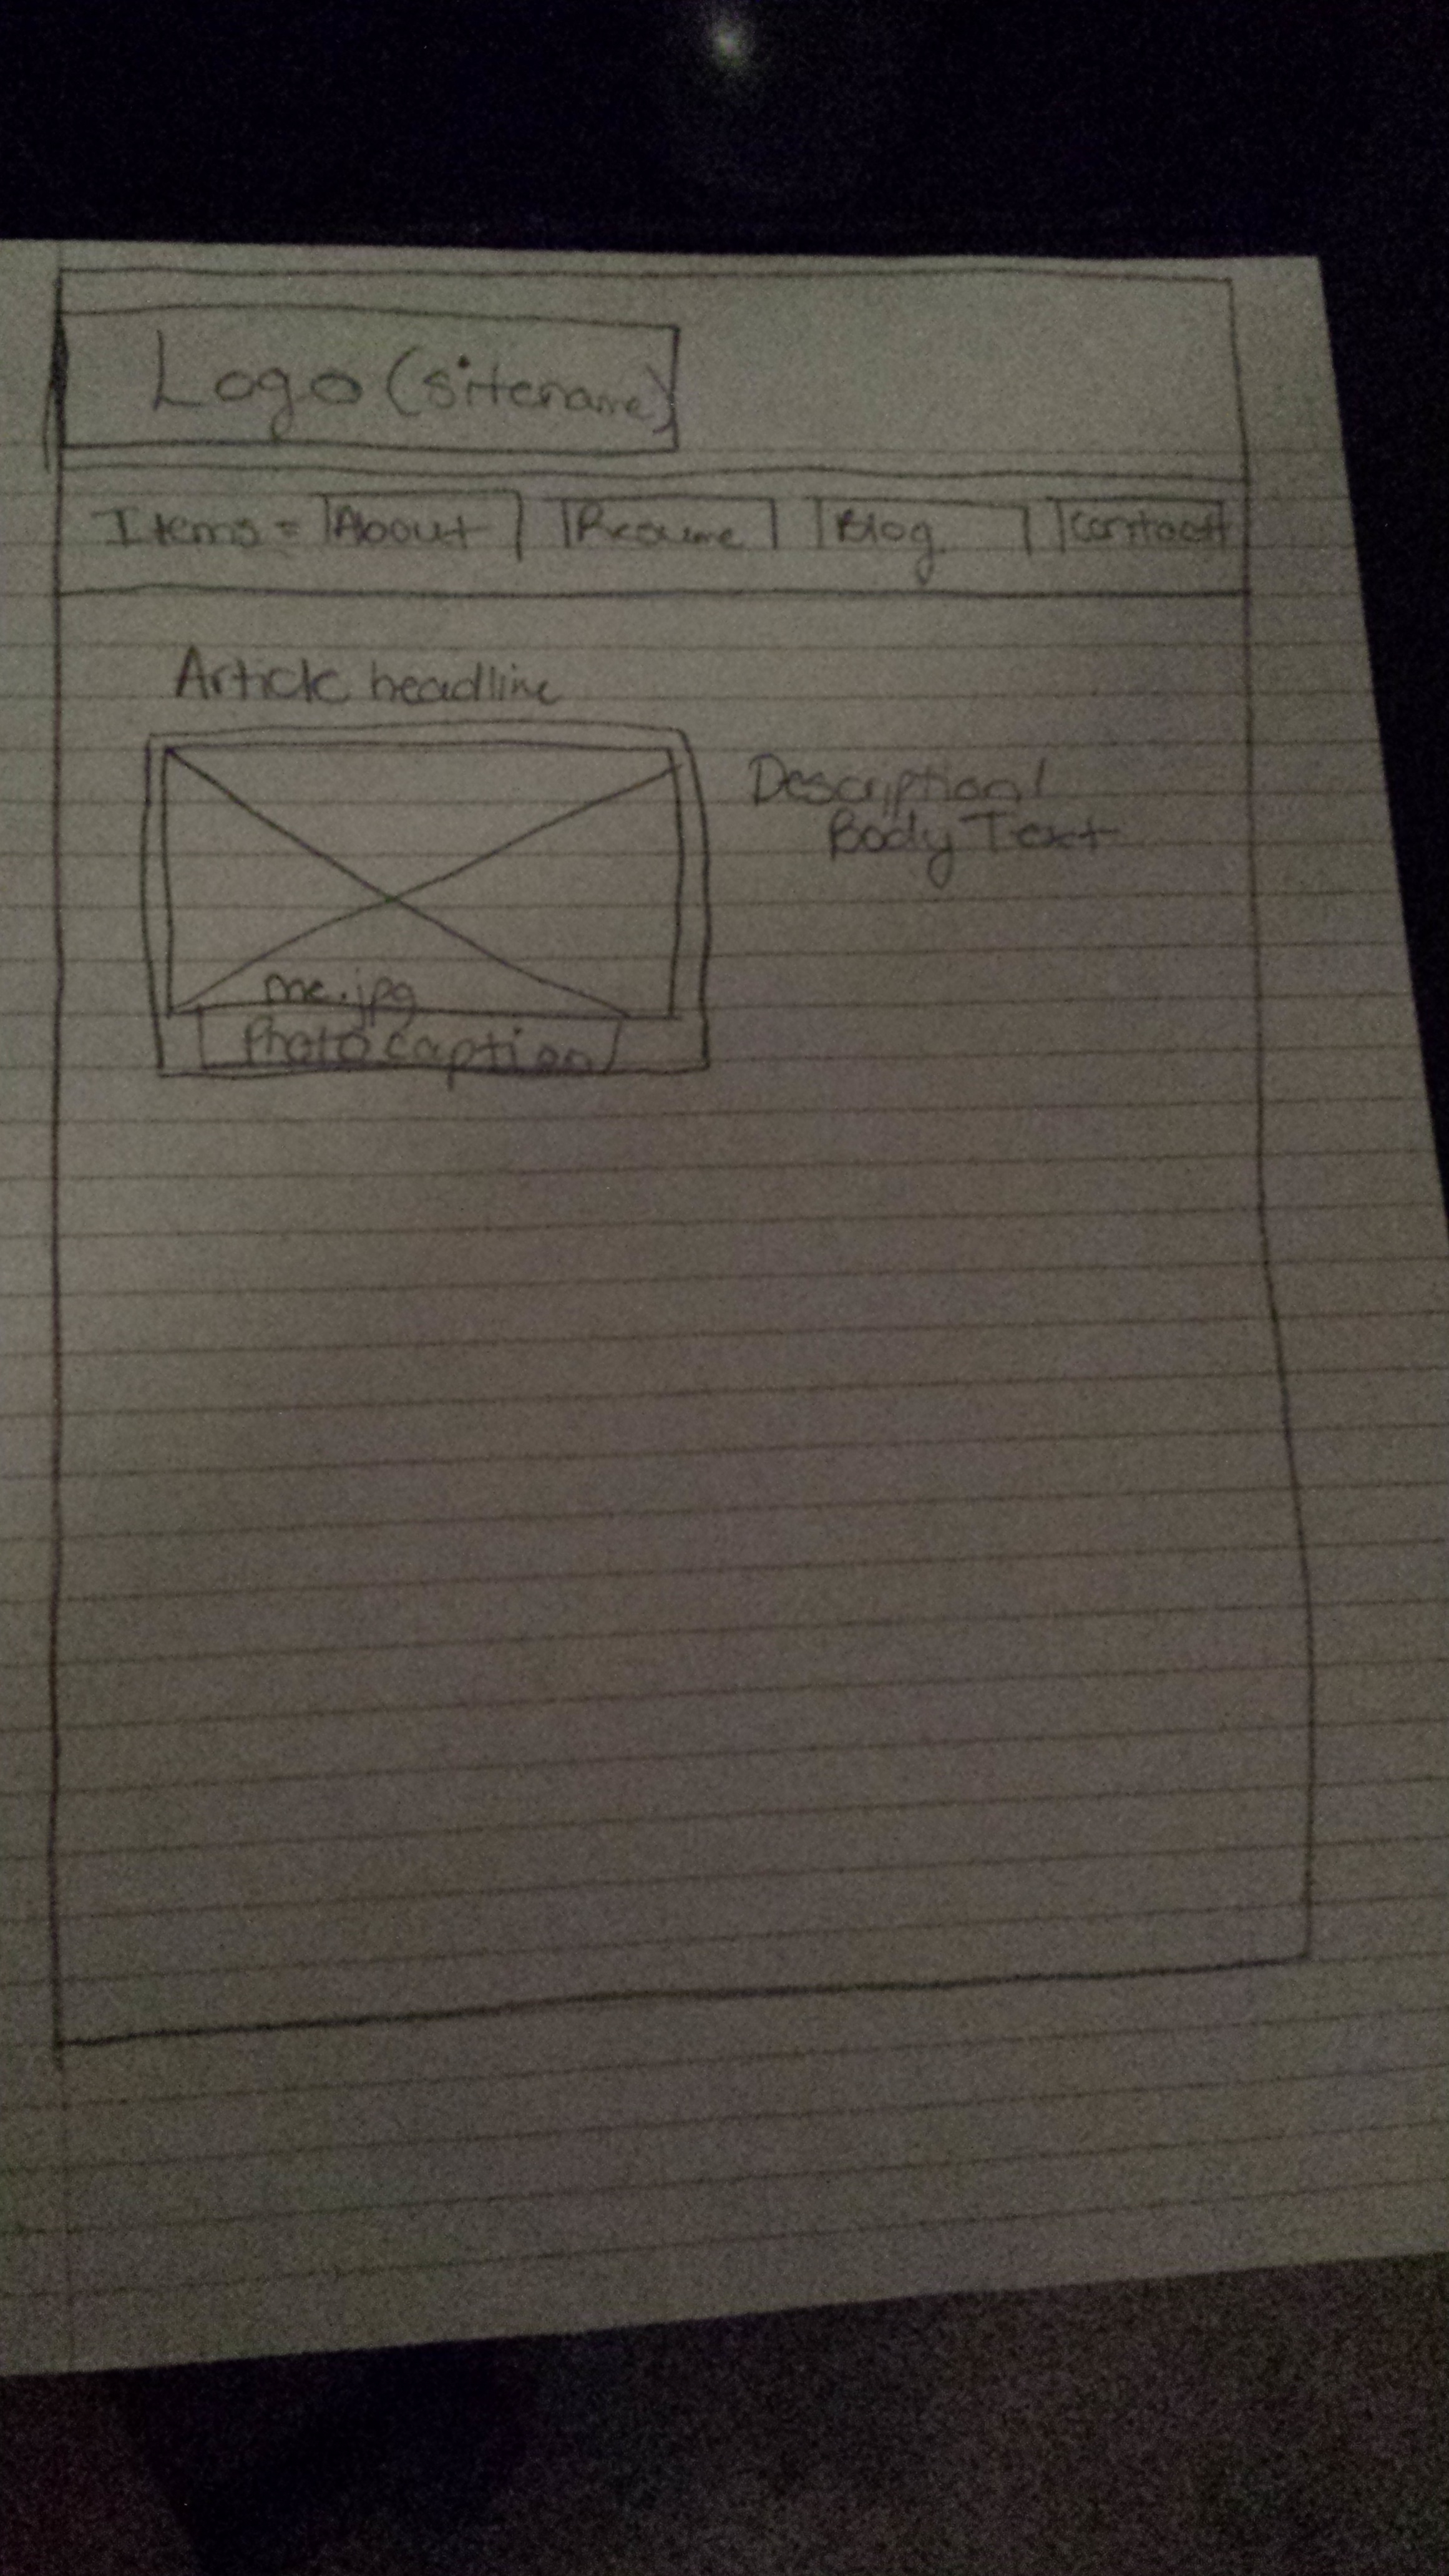 Logo (sitename)
Items = About Resume Blog Contact
Article headline
Description/
Body Text
me.jpg
Photo caption